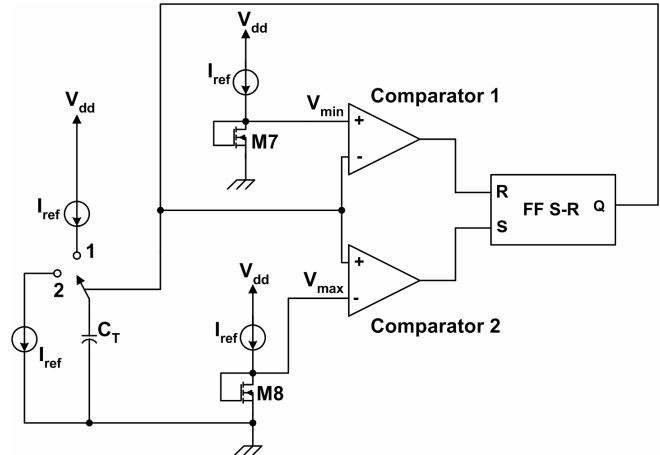 Vdd
Iref
Vmin
M7
Comparator 1
+
-
Vdd
Iref
1
2
Iref
CT
R
S
FF S-R
Q
Vdd
Iref
Vmax
M8
+
-
Comparator 2